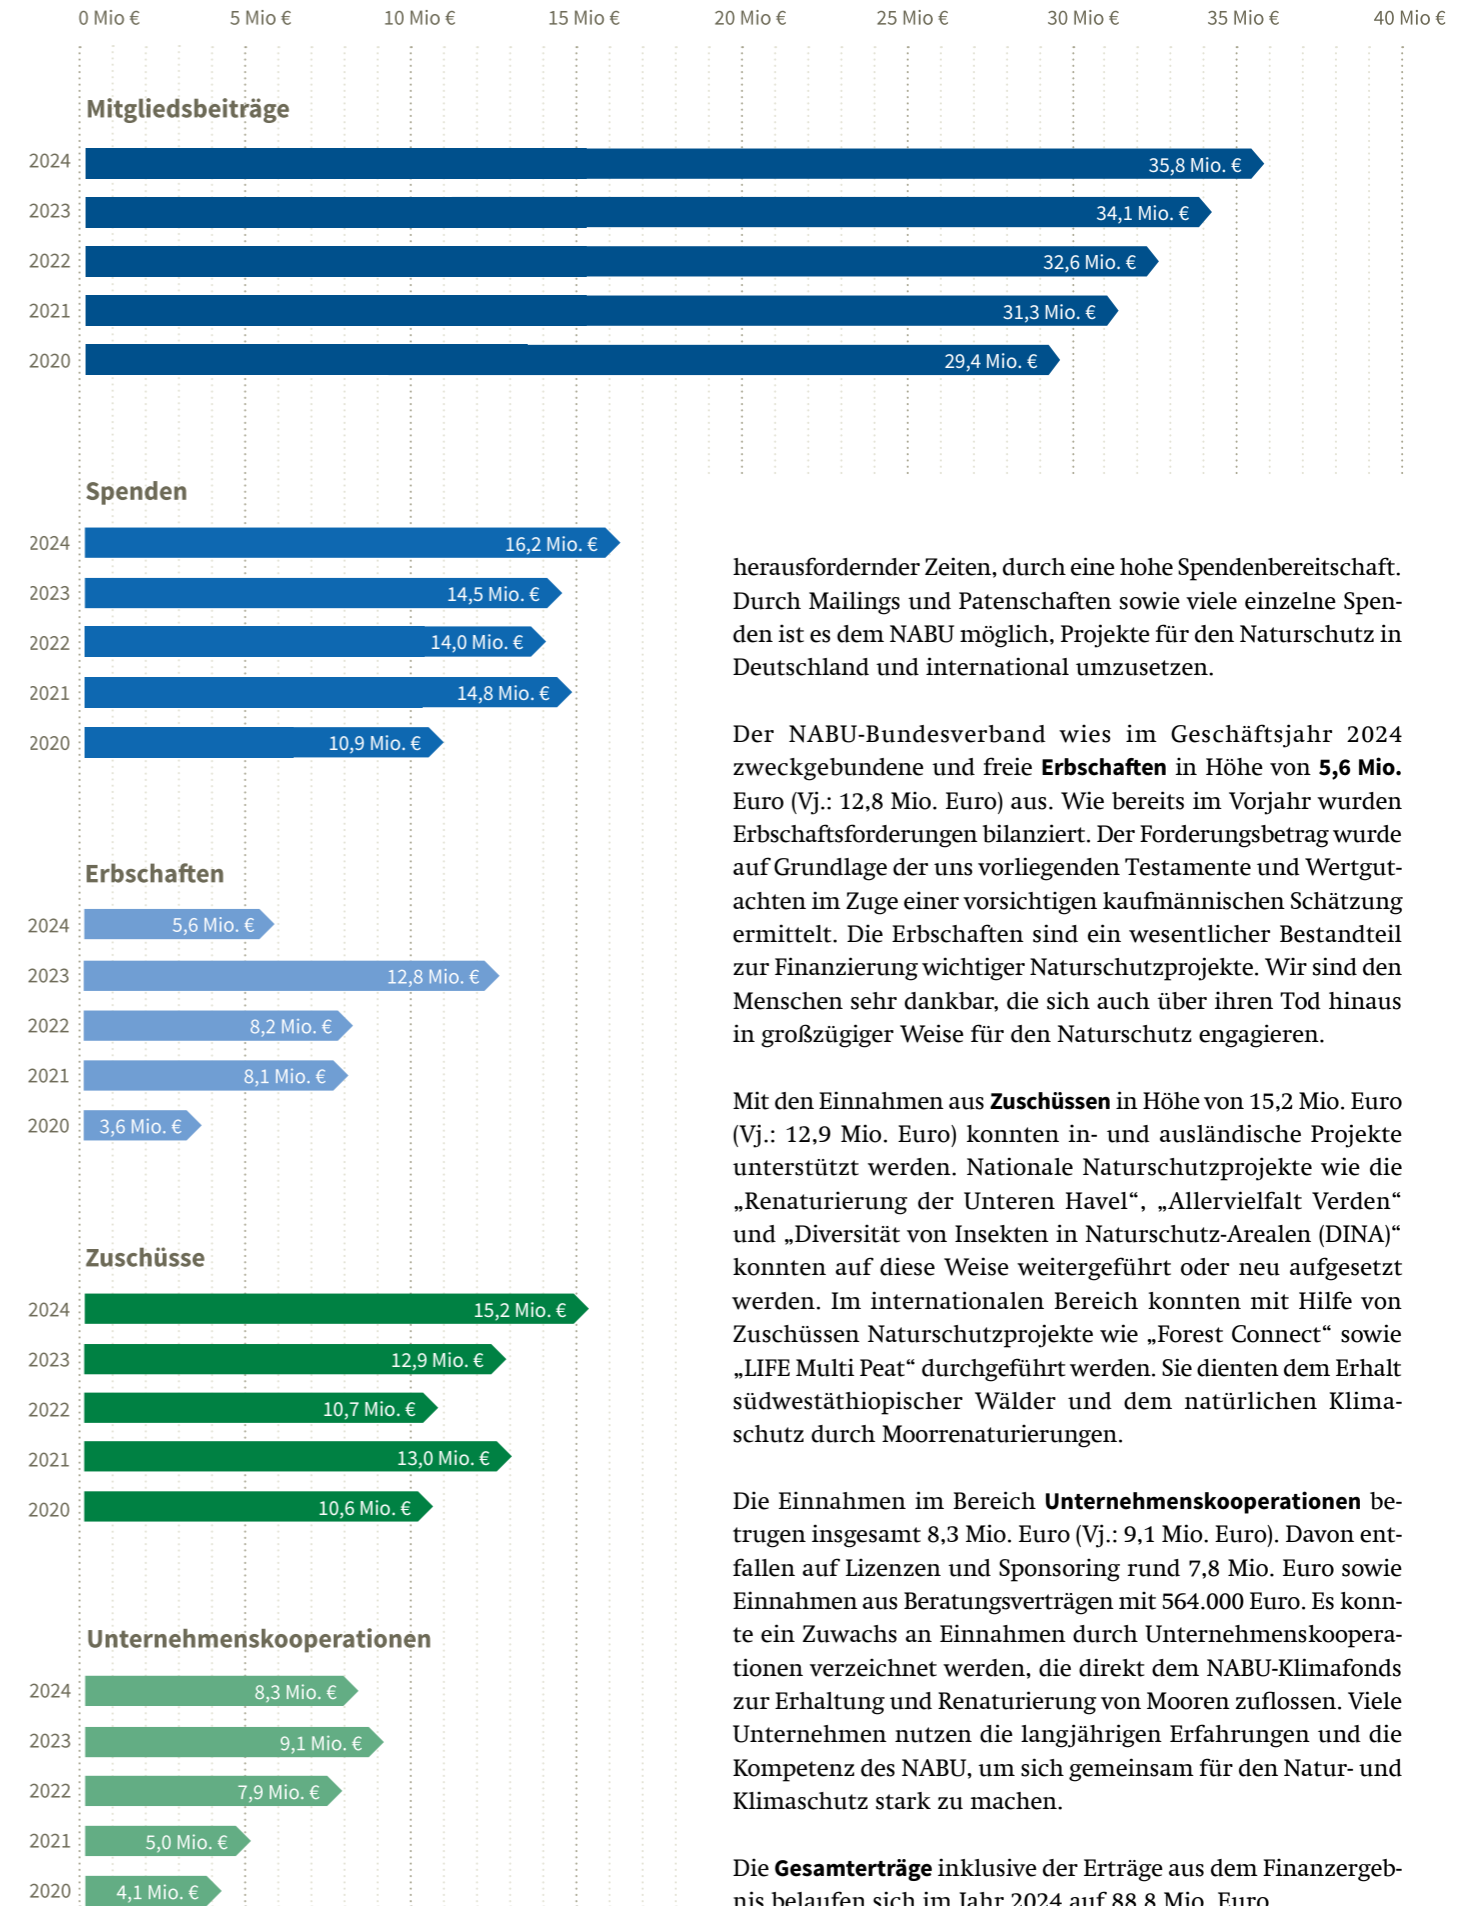 0 Mio € 5 Mio € 10 Mio € 15 Mio € 20 Mio € 25 Mio € 30 Mio € 35 Mio € 40 Mio €
Mitgliedsbeiträge
2024 35,8 Mio. €
2023 34,1 Mio. €
2022 32,6 Mio. €
2021 31,3 Mio. €
2020 29,4 Mio. €
Spenden
2024 16,2 Mio. €
2023 14,5 Mio. €
2022 14,0 Mio. €
2021 14,8 Mio. €
2020 10,9 Mio. €
Erbschaften
2024 5,6 Mio. €
2023 12,8 Mio. €
2022 8,2 Mio. €
2021 8,1 Mio. €
2020 3,6 Mio. €
Zuschüsse
2024 15,2 Mio. €
2023 12,9 Mio. €
2022 10,7 Mio. €
2021 13,0 Mio. €
2020 10,6 Mio. €
Unternehmenskooperationen
2024 8,3 Mio. €
2023 9,1 Mio. €
2022 7,9 Mio. €
2021 5,0 Mio. €
2020 4,1 Mio. €
herausfordernder Zeiten, durch eine hohe Spendenbereitschaft.
Durch Mailings und Patenschaften sowie viele einzelne Spen-
den ist es dem NABU möglich, Projekte für den Naturschutz in
Deutschland und international umzusetzen.
Der NABU-Bundesverband wies im Geschäftsjahr 2024
zweckgebundene und freie Erbschaften in Höhe von 5,6 Mio.
Euro (Vj.: 12,8 Mio. Euro) aus. Wie bereits im Vorjahr wurden
Erbschaftsforderungen bilanziert. Der Forderungsbetrag wurde
auf Grundlage der uns vorliegenden Testamente und Wertgut-
achten im Zuge einer vorsichtigen kaufmännischen Schätzung
ermittelt. Die Erbschaften sind ein wesentlicher Bestandteil
zur Finanzierung wichtiger Naturschutzprojekte. Wir sind den
Menschen sehr dankbar, die sich auch über ihren Tod hinaus
in großzügiger Weise für den Naturschutz engagieren.
Mit den Einnahmen aus Zuschüssen in Höhe von 15,2 Mio. Euro
(Vj.: 12,9 Mio. Euro) konnten in- und ausländische Projekte
unterstützt werden. Nationale Naturschutzprojekte wie die
„Renaturierung der Unteren Havel“, „Allervielfalt Verden“
und „Diversität von Insekten in Naturschutz-Arealen (DINA)“
konnten auf diese Weise weitergeführt oder neu aufgesetzt
werden. Im internationalen Bereich konnten mit Hilfe von
Zuschüssen Naturschutzprojekte wie „Forest Connect“ sowie
„LIFE Multi Peat“ durchgeführt werden. Sie dienten dem Erhalt
südwestäthiopischer Wälder und dem natürlichen Klima-
schutz durch Moorrenaturierungen.
Die Einnahmen im Bereich Unternehmenskooperationen be-
trugen insgesamt 8,3 Mio. Euro (Vj.: 9,1 Mio. Euro). Davon ent-
fallen auf Lizenzen und Sponsoring rund 7,8 Mio. Euro sowie
Einnahmen aus Beratungsverträgen mit 564.000 Euro. Es konn-
te ein Zuwachs an Einnahmen durch Unternehmenskoopera-
tionen verzeichnet werden, die direkt dem NABU-Klimafonds
zur Erhaltung und Renaturierung von Mooren zuflossen. Viele
Unternehmen nutzen die langjährigen Erfahrungen und die
Kompetenz des NABU, um sich gemeinsam für den Natur- und
Klimaschutz stark zu machen.
Die Gesamterträge inklusive der Erträge aus dem Finanzergeb-
nis belaufen sich im Jahr 2024 auf 88,8 Mio. Euro.